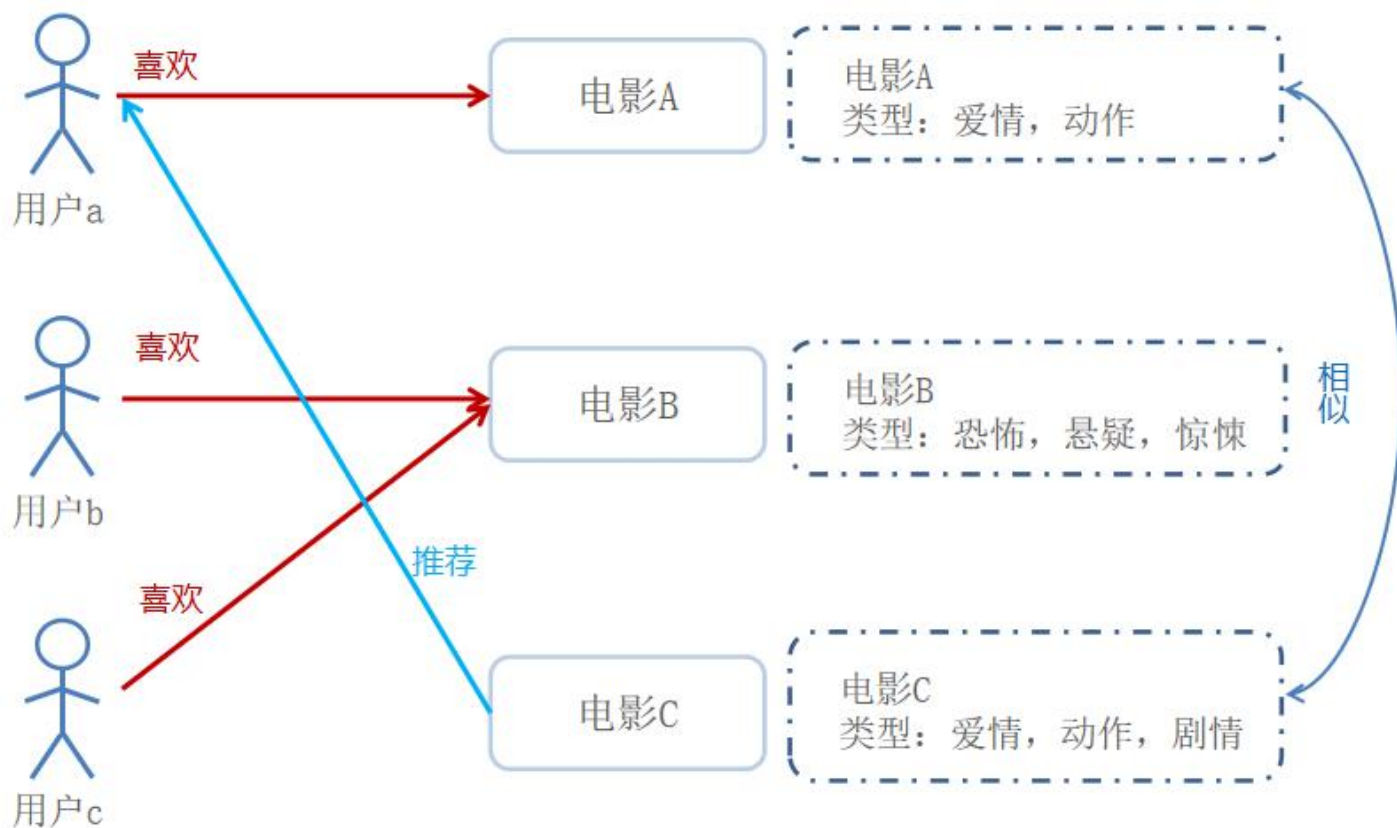 喜欢
电影A
电影A
类型：爱情，动作
用户a
喜欢
电影B
电影B
类型：恐怖，悬疑，惊悚
相似
用户b
推荐
喜欢
电影C
电影C
类型：爱情，动作，剧情
用户c